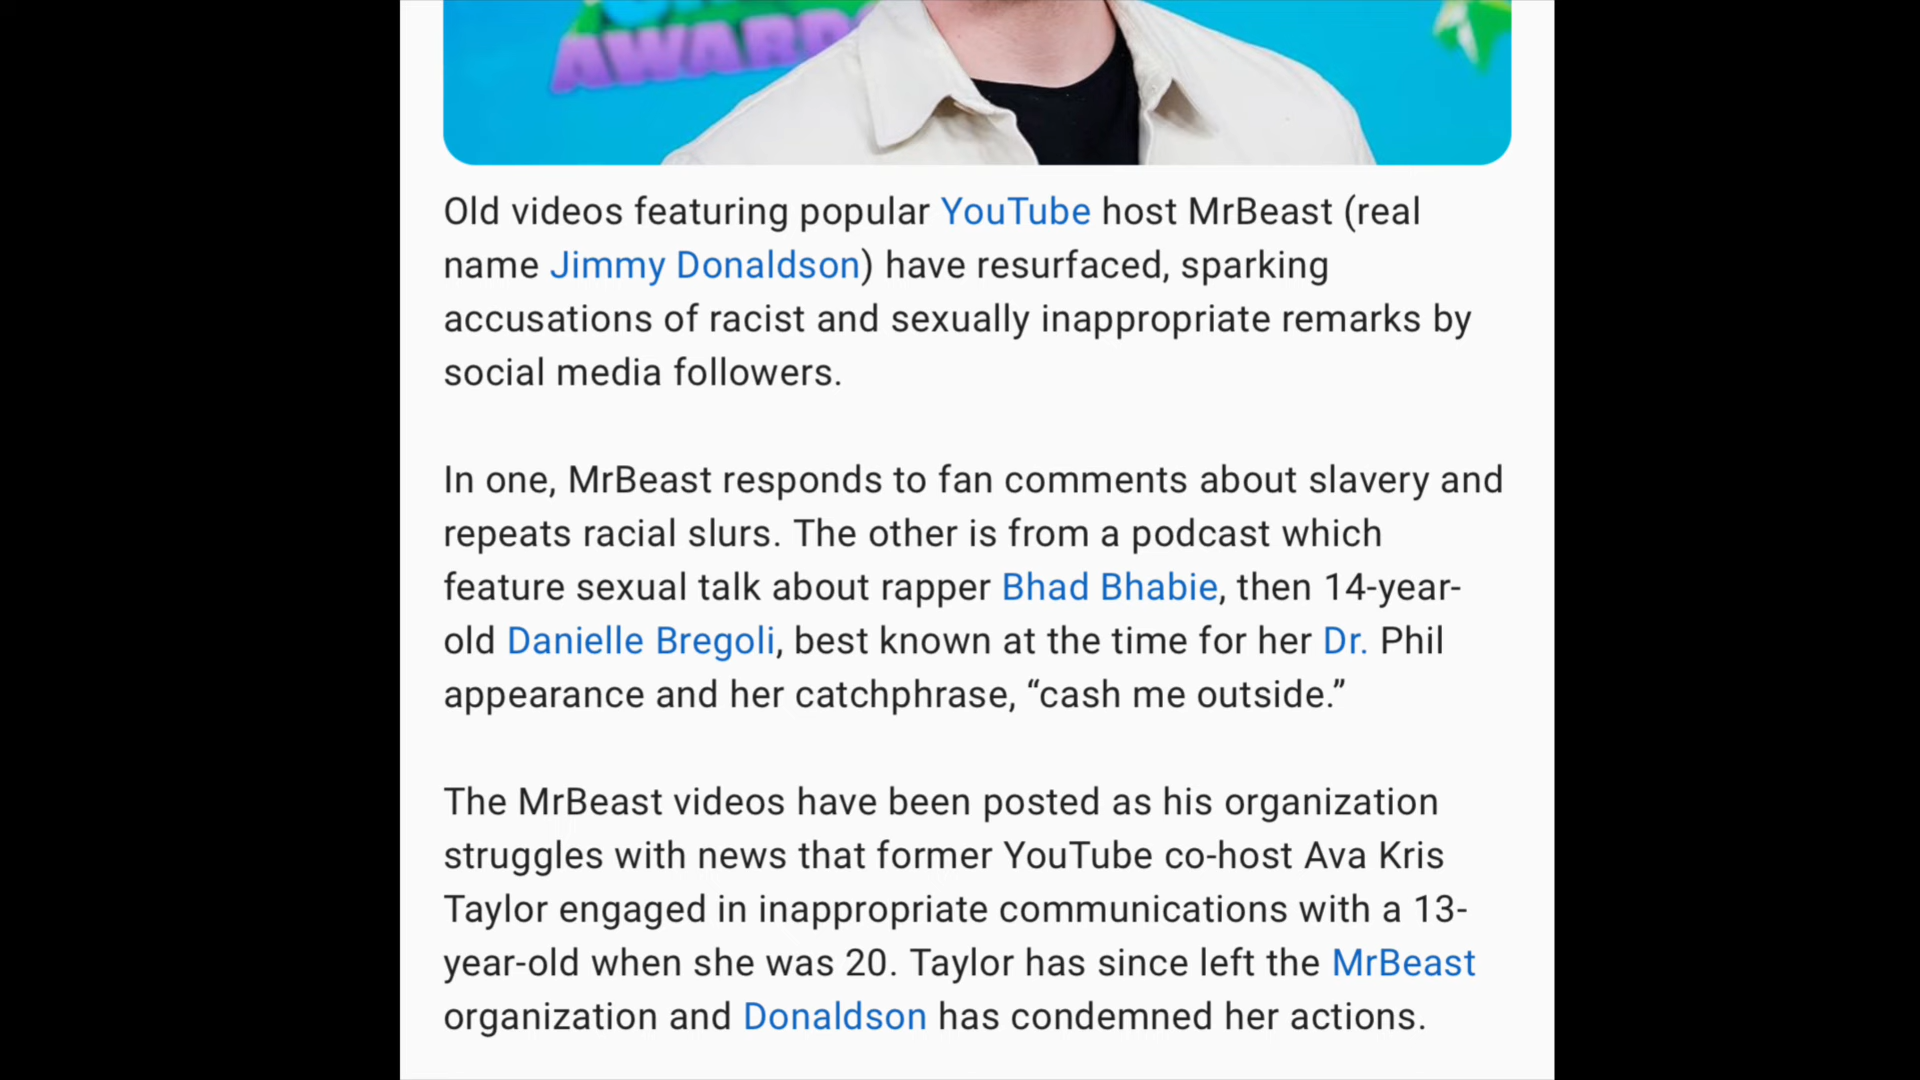 AWARD
Old videos featuring popular YouTube host MrBeast (real
name Jimmy Donaldson) have resurfaced, sparking
accusations of racist and sexually inappropriate remarks by
social media followers.
In one, MrBeast responds to fan comments about slavery and
repeats racial slurs. The other is from a podcast which
feature sexual talk about rapper Bhad Bhabie, then 14-year-
old Danielle Bregoli, best known at the time for her Dr. Phil
appearance and her catchphrase, “cash me outside.”
The MrBeast videos have been posted as his organization
struggles with news that former YouTube co-host Ava Kris
Taylor engaged in inappropriate communications with a 13-
year-old when she was 20. Taylor has since left the MrBeast
organization and Donaldson has condemned her actions.